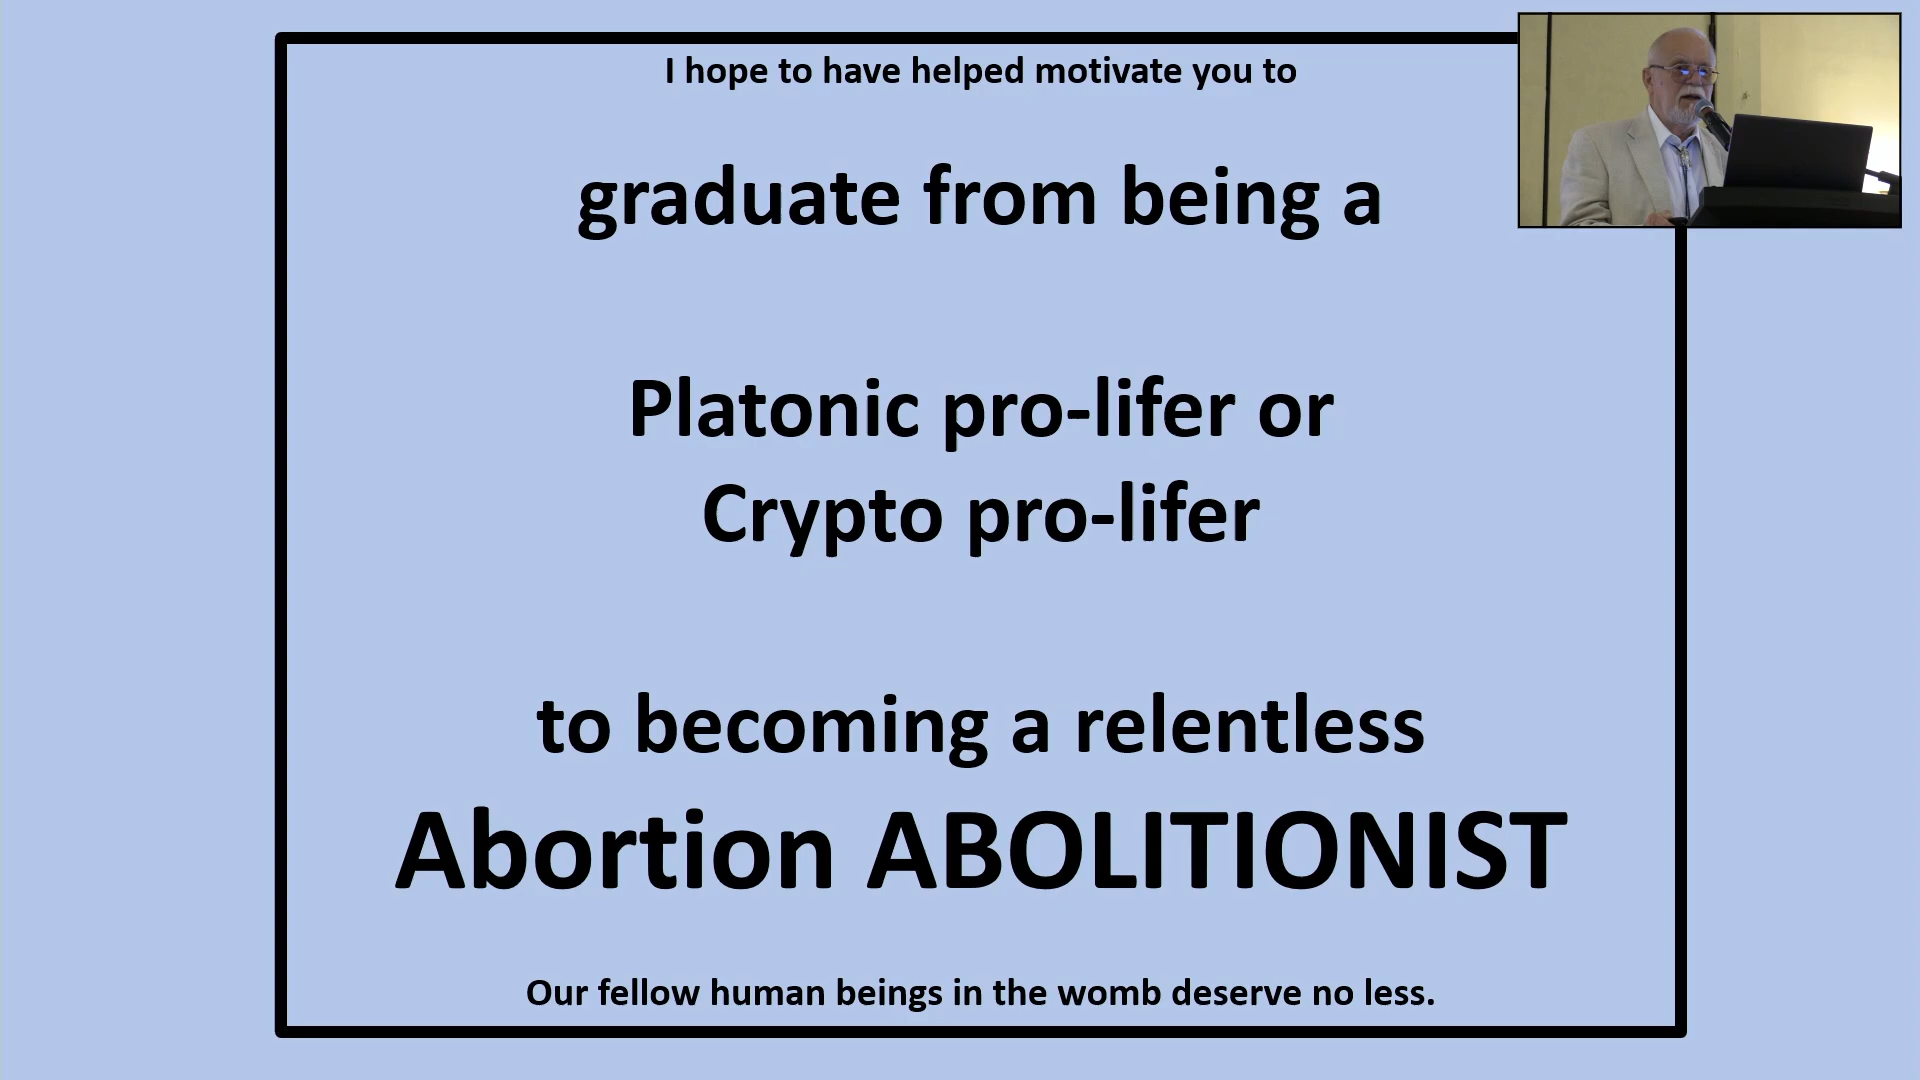 I hope to have helped motivate you to
graduate from being a
Platonic pro-lifer or
Crypto pro-lifer
to becoming a relentless
Abortion ABOLITIONIST
Our fellow human beings in the womb deserve no less.